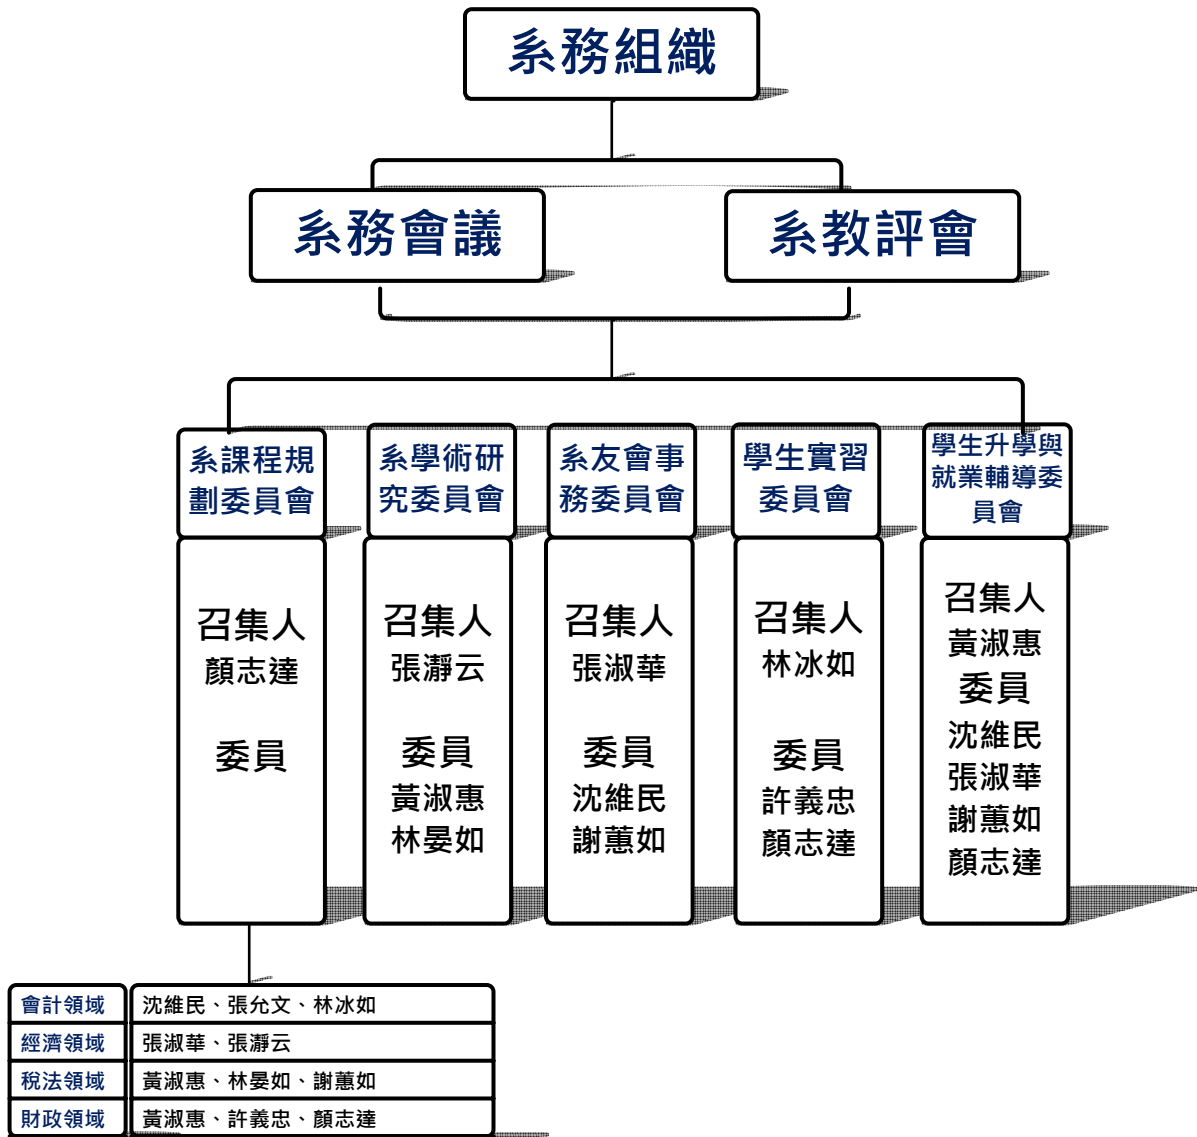 系務組織
系務會議
系教評會
系課程規
劃委員會
召集人
顏志達
委員
系學術研
究委員會
召集人
張瀞云
委員
黃淑惠
林晏如
系友會事
務委員會
召集人
張淑華
委員
沈維民
謝蕙如
學生實習
委員會
召集人
林冰如
委員
許義忠
顏志達
學生升學與
就業輔導委
員會
召集人
黃淑惠
委員
沈維民
張淑華
謝蕙如
顏志達
會計領域 沈維民、張允文、林冰如
經濟領域 張淑華、張瀞云
稅法領域 黃淑惠、林晏如、謝蕙如
財政領域 黃淑惠、許義忠、顏志達